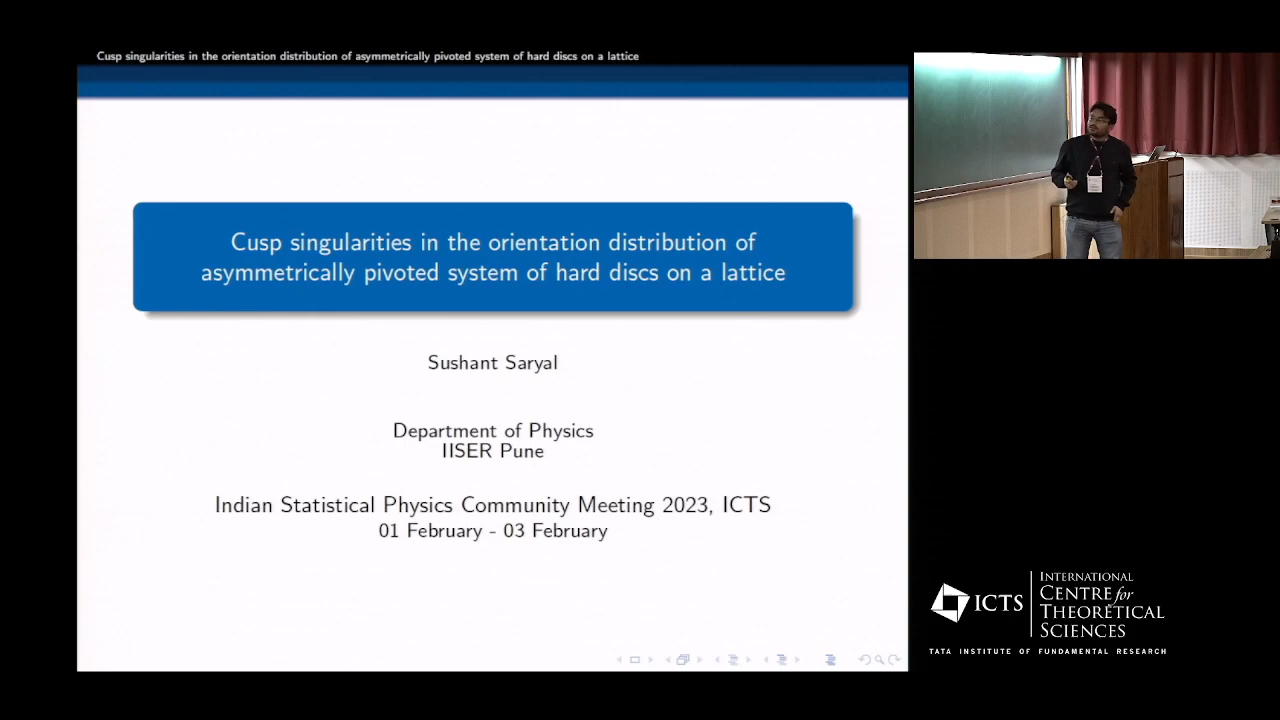 Cusp singularities in the orientation distribution of asymmetrically pivoted system of hard discs on a lattice
Cusp singularities in the orientation distribution of
asymmetrically pivoted system of hard discs on a lattice
Sushant Saryal
Department of Physics
IISER Pune
Indian Statistical Physics Community Meeting 2023, ICTS
01 February - 03 February
ICTS
INTERNATIONAL
CENTRE for
THEORETICAL
SCIENCES
TATA INSTITUTE OF FUNDAMENTAL RESEARCH